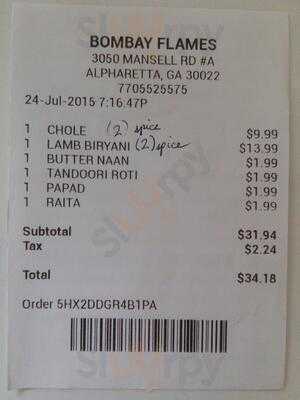 BOMBAY FLAMES
3050 MANSELL RD #A
ALPHARETTA, GA 30022
7705525575
24-Jul-2015 7:16:47P
1 CHOLE (2) spice $9.99
1 LAMB BIRYANI (2) spice $13.99
1 BUTTER NAAN $1.99
1 TANDOORI ROTI $1.99
1 PAPAD $1.99
1 RAITA $1.99
Subtotal $31.94
Tax $2.24
Total $34.18
Order 5HX2DDGR4B1PA
slurrpy